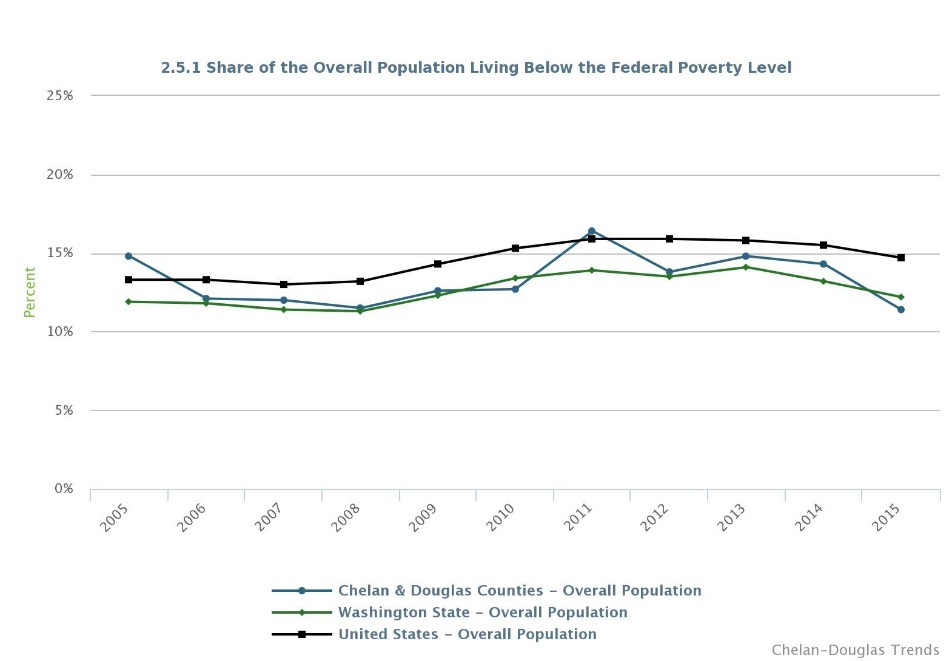 2.5.1 Share of the Overall Population Living Below the Federal Poverty Level
25%
20%
15%
10%
5%
0%
Percent
2005
2006
2007
2008
2009
2010
2011
2012
2013
2014
2015
Chelan & Douglas Counties – Overall Population
Washington State – Overall Population
United States – Overall Population
Chelan–Douglas Trends